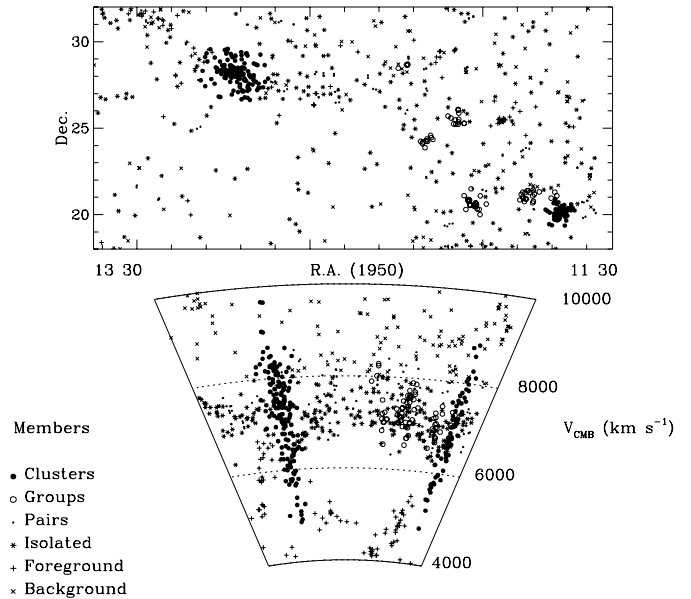 30
25
20
Dec.
13 30
R.A. (1950)
11 30
10000
8000
6000
4000
V_CMB (km s⁻¹)
Members
Clusters
Groups
Pairs
Isolated
Foreground
Background